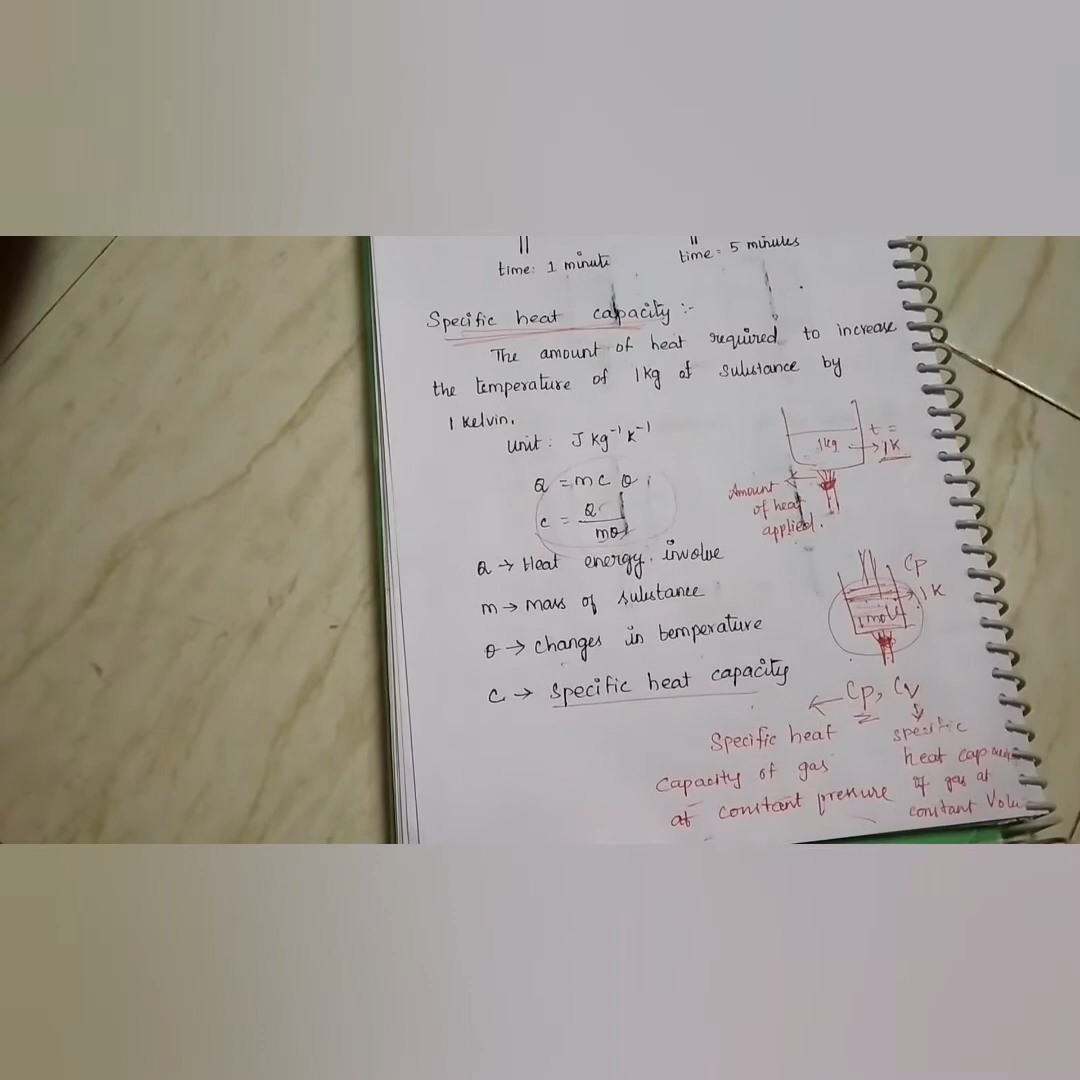 time: 1 minute
time = 5 minutes
Specific heat capacity :-
The amount of heat required to increase
the temperature of 1kg of substance by
1 Kelvin.
Unit: J kg⁻¹ K⁻¹
1kg
t =
1K
Q = m c θ
c = Q / mθ
Amount
of heat
applied.
Q → Heat energy involve
m → mass of substance
θ → changes in temperature
c → specific heat capacity
Cp
1K
1 mole
Cp, Cv
Specific heat
capacity of gas
at constant pressure
specific
heat capacity
of gas at
constant Volu